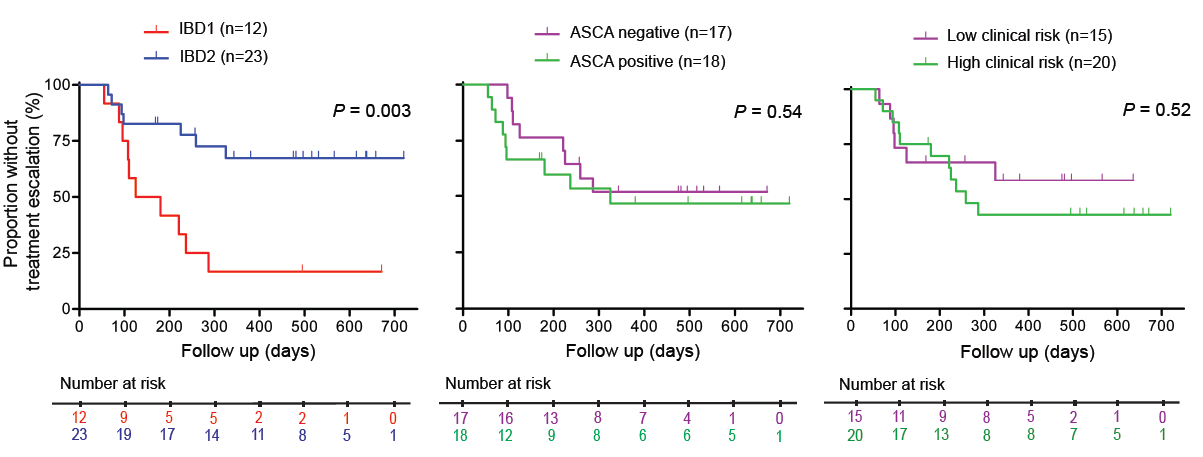 IBD1 (n=12)
IBD2 (n=23)
Proportion without
treatment escalation (%)
100
75
50
25
0
P = 0.003
0 100 200 300 400 500 600 700
Follow up (days)
Number at risk
12 9 5 5 2 2 1 0
23 19 17 14 11 8 5 1
ASCA negative (n=17)
ASCA positive (n=18)
P = 0.54
0 100 200 300 400 500 600 700
Follow up (days)
Number at risk
17 16 13 8 7 4 1 0
18 12 9 8 6 6 5 1
Low clinical risk (n=15)
High clinical risk (n=20)
P = 0.52
0 100 200 300 400 500 600 700
Follow up (days)
Number at risk
15 11 9 8 5 2 1 0
20 17 13 8 8 7 5 1